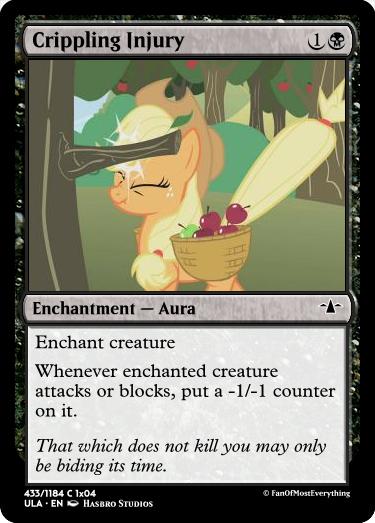 Crippling Injury 1
Enchantment — Aura
Enchant creature
Whenever enchanted creature
attacks or blocks, put a -1/-1 counter
on it.
That which does not kill you may only
be biding its time.
433/1184 C 1x04
ULA · EN Hasbro Studios
© FanOfMostEverything